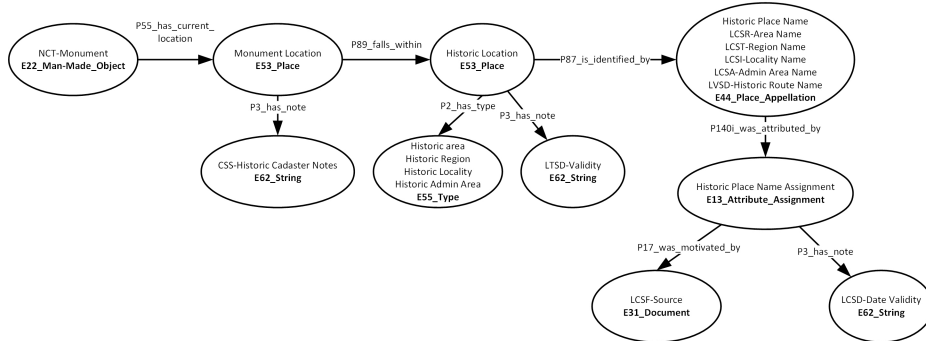 P55_has_current_
location
NCT-Monument
E22_Man-Made_Object
Monument Location
E53_Place
P89_falls_within
Historic Location
E53_Place
P87_is_identified_by
Historic Place Name
LCSR-Area Name
LCST-Region Name
LCSI-Locality Name
LCSA-Admin Area Name
LVSD-Historic Route Name
E44_Place_Appellation
P3_has_note
P2_has_type
P3_has_note
P140i_was_attributed_by
CSS-Historic Cadaster Notes
E62_String
Historic area
Historic Region
Historic Locality
Historic Admin Area
E55_Type
LTSD-Validity
E62_String
Historic Place Name Assignment
E13_Attribute_Assignment
P17_was_motivated_by
P3_has_note
LCSF-Source
E31_Document
LCSD-Date Validity
E62_String